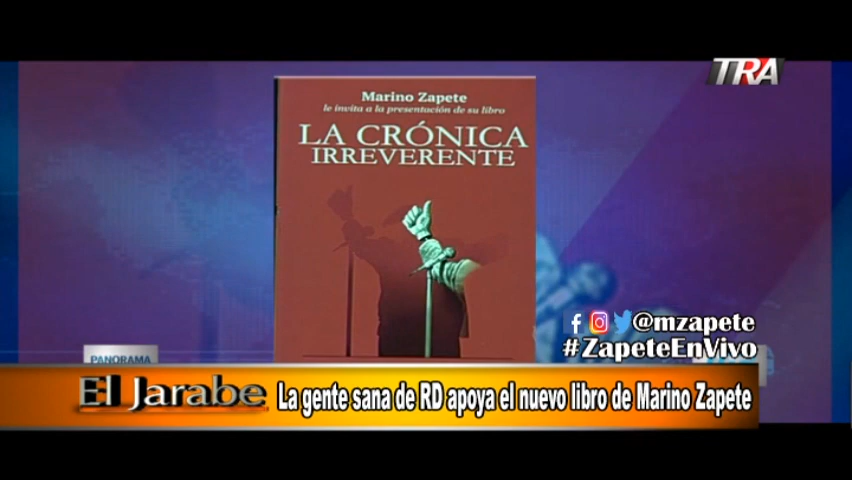 TRA
Marino Zapete
le invita a la presentación de su libro
LA CRÓNICA
IRREVERENTE
@mzapete
#ZapeteEnVivo
PANORAMA
El Jarabe
La gente sana de RD apoya el nuevo libro de Marino Zapete